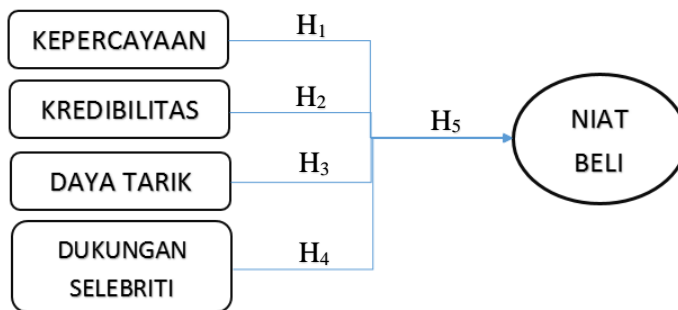 KEPERCAYAAN
H₁
KREDIBILITAS
H₂
DAYA TARIK
H₃
DUKUNGAN
SELEBRITI
H₄
H₅
NIAT
BELI